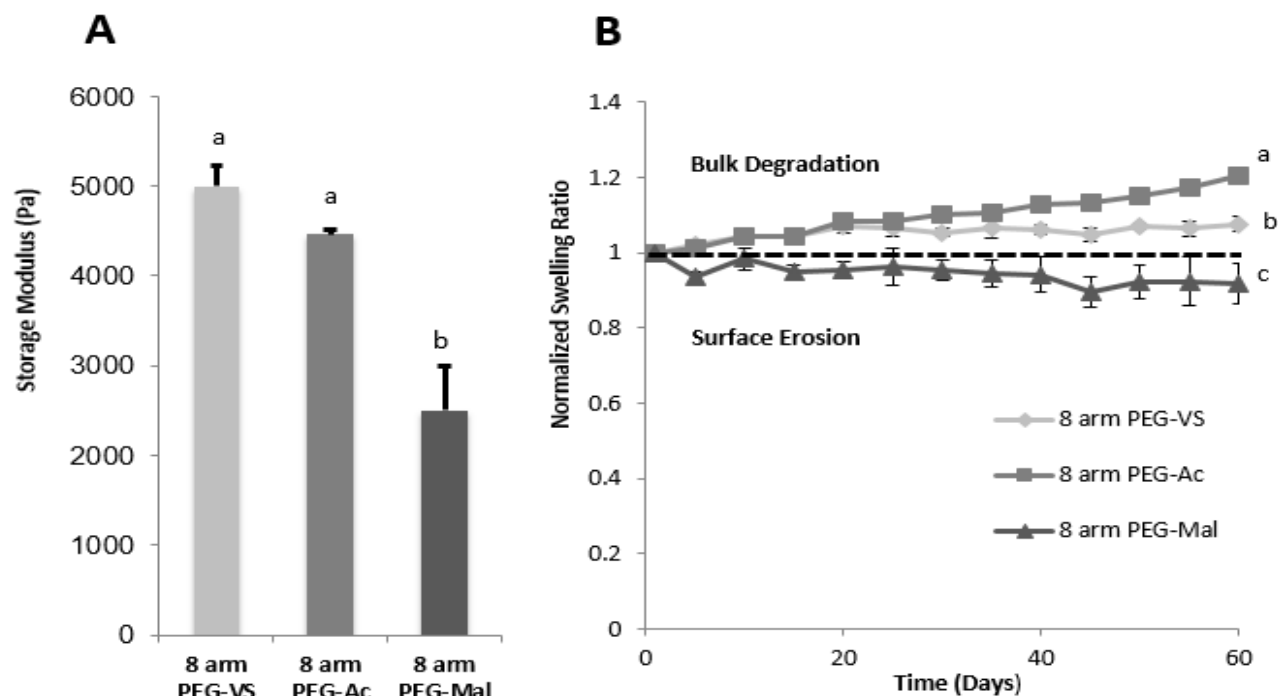 A
Storage Modulus (Pa)
6000
5000
4000
3000
2000
1000
0
a
a
b
8 arm PEG-VS
8 arm PEG-Ac
8 arm PEG-Mal
B
Normalized Swelling Ratio
1.4
1.2
1
0.8
0.6
0.4
0.2
0
Bulk Degradation
Surface Erosion
a
b
c
8 arm PEG-VS
8 arm PEG-Ac
8 arm PEG-Mal
0
20
40
60
Time (Days)